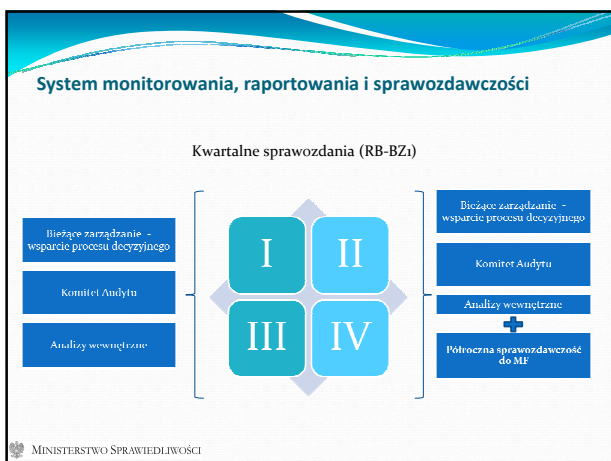 System monitorowania, raportowania i sprawozdawczości
Kwartalne sprawozdania (RB-BZ1)
Bieżące zarządzanie -
wsparcie procesu decyzyjnego
Komitet Audytu
Analizy wewnętrzne
I
II
III
IV
Bieżące zarządzanie -
wsparcie procesu decyzyjnego
Komitet Audytu
Analizy wewnętrzne
Półroczna sprawozdawczość
do MF
MINISTERSTWO SPRAWIEDLIWOŚCI